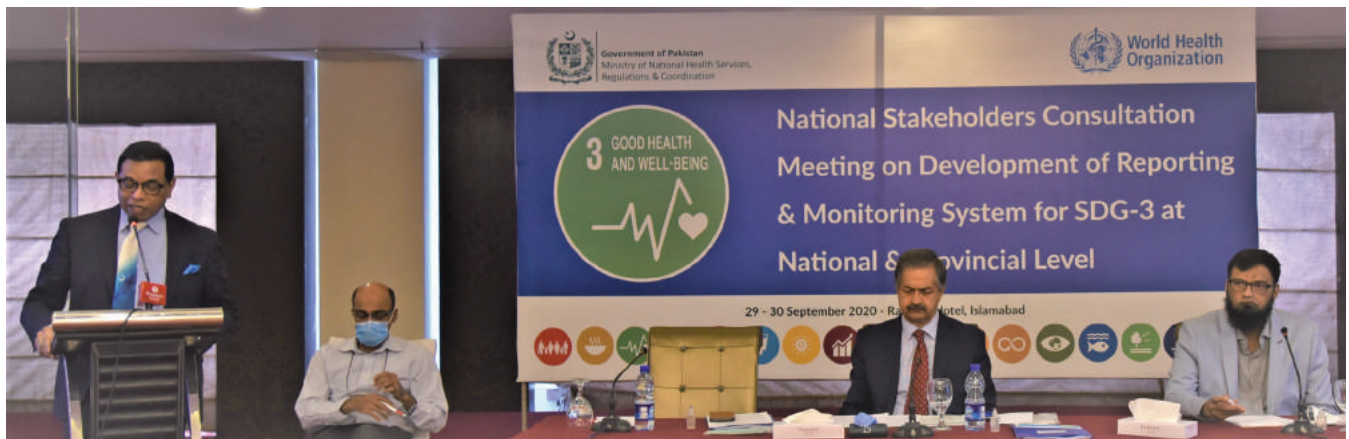 Government of Pakistan
Ministry of National Health Services,
Regulations & Coordination
World Health
Organization
3 GOOD HEALTH
AND WELL-BEING
National Stakeholders Consultation
Meeting on Development of Reporting
& Monitoring System for SDG-3 at
National & Level
29 - 30 September 2020 - Islamabad